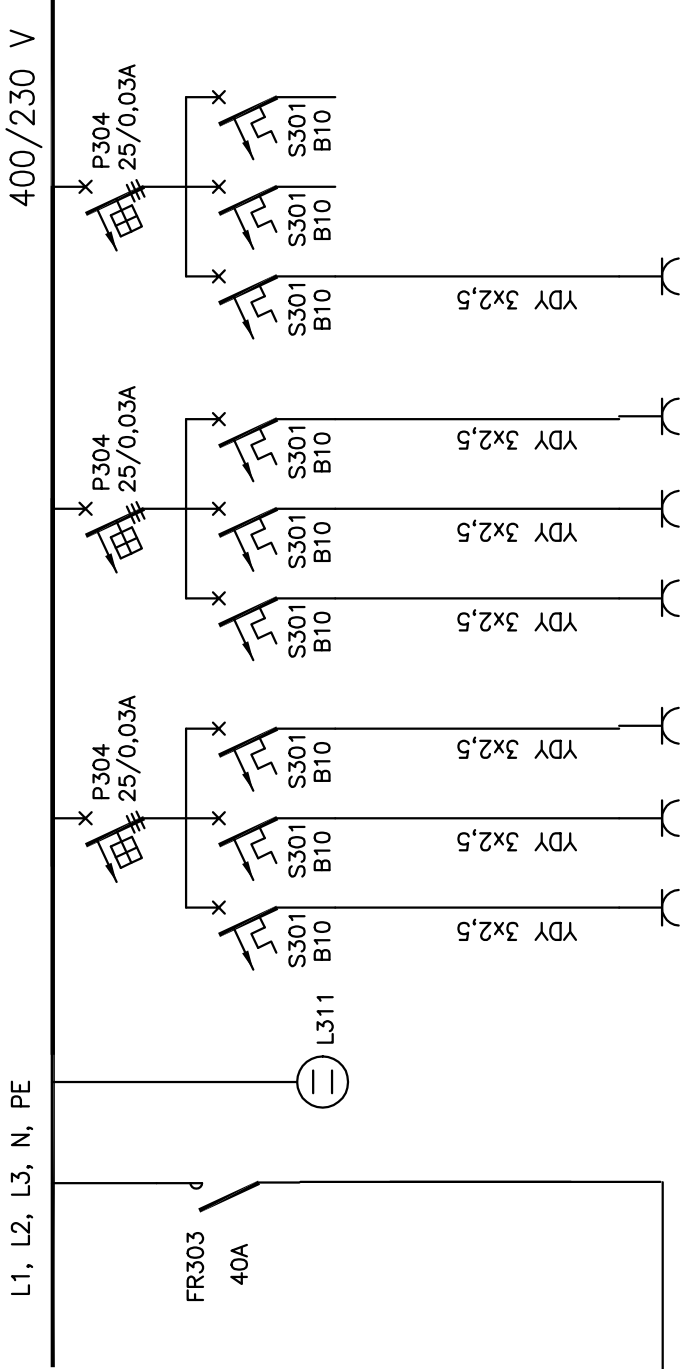 L1, L2, L3, N, PE
400/230 V
FR303
40A
L311
P304
25/0,03A
S301
B10
S301
B10
S301
B10
YDY 3x2,5
YDY 3x2,5
YDY 3x2,5
P304
25/0,03A
S301
B10
S301
B10
S301
B10
YDY 3x2,5
YDY 3x2,5
YDY 3x2,5
P304
25/0,03A
S301
B10
S301
B10
S301
B10
YDY 3x2,5